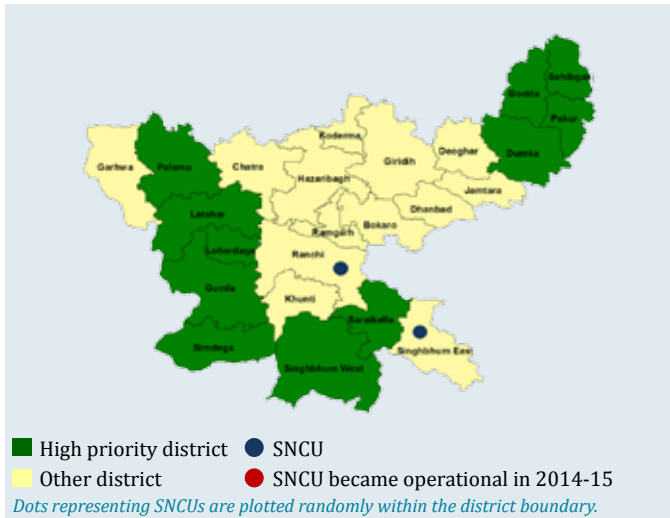 Sahibganj
Godda
Pakur
Koderma
Deoghar
Dumka
Garhwa
Palamu
Chatra
Giridih
Hazaribagh
Jamtara
Latehar
Dhanbad
Bokaro
Ramgarh
Lohardaga
Ranchi
Gumla
Khunti
Saraikella
Simdega
Singhbhum West
Singhbhum East
High priority district
SNCU
Other district
SNCU became operational in 2014-15
Dots representing SNCUs are plotted randomly within the district boundary.